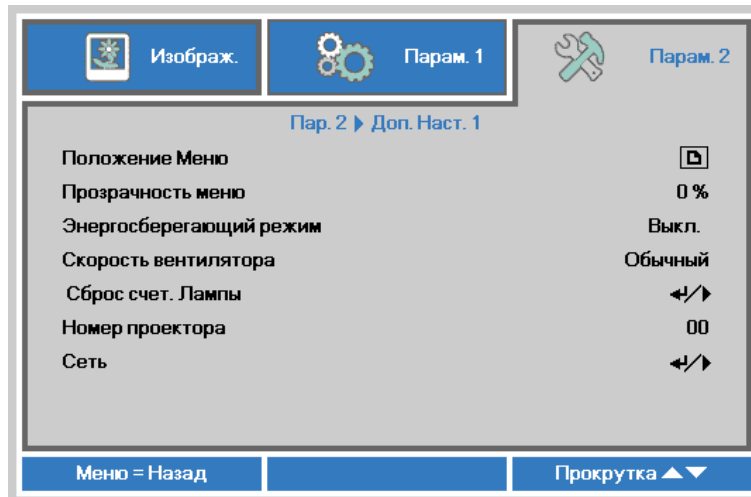 Изображ. Парам. 1 Парам. 2
Пар. 2 Доп. Наст. 1
Положение Меню
Прозрачность меню 0 %
Энергосберегающий режим Выкл.
Скорость вентилятора Обычный
Сброс счет. Лампы
Номер проектора 00
Сеть
Меню = Назад Прокрутка